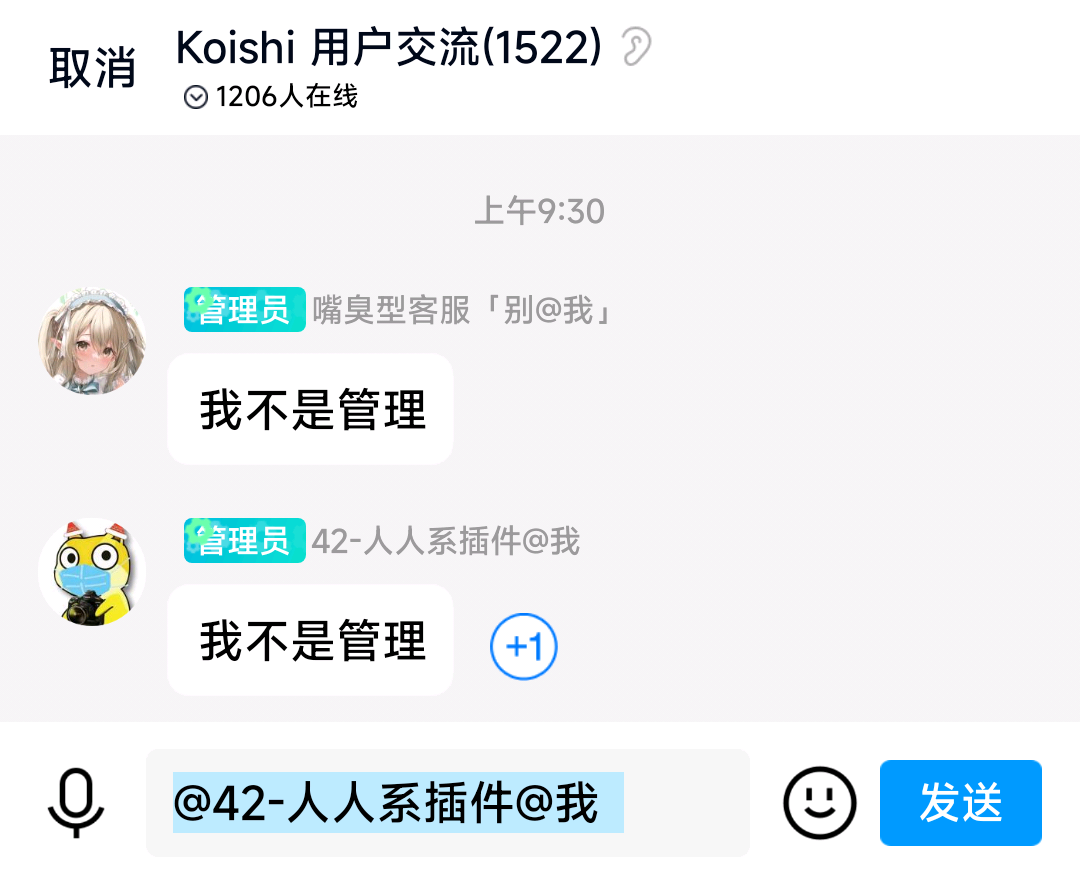 取消
Koishi 用户交流(1522)
1206人在线
上午9:30
管理员 嘴臭型客服「别@我」
我不是管理
管理员 42-人人系插件@我
我不是管理
+1
@42-人人系插件@我
发送